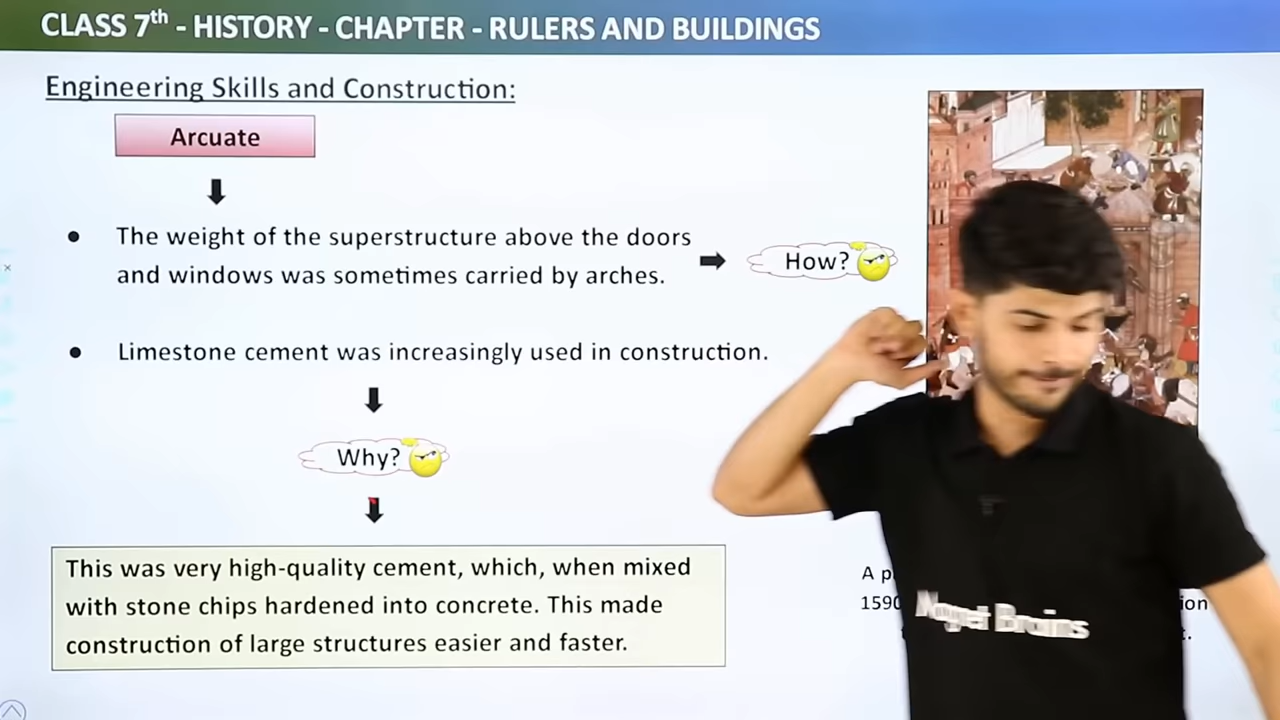 CLASS 7th - HISTORY - CHAPTER - RULERS AND BUILDINGS
Engineering Skills and Construction:
Arcuate
● The weight of the superstructure above the doors
and windows was sometimes carried by arches.
How?
● Limestone cement was increasingly used in construction.
Why?
This was very high-quality cement, which, when mixed
with stone chips hardened into concrete. This made
construction of large structures easier and faster.
A
1590
Brains